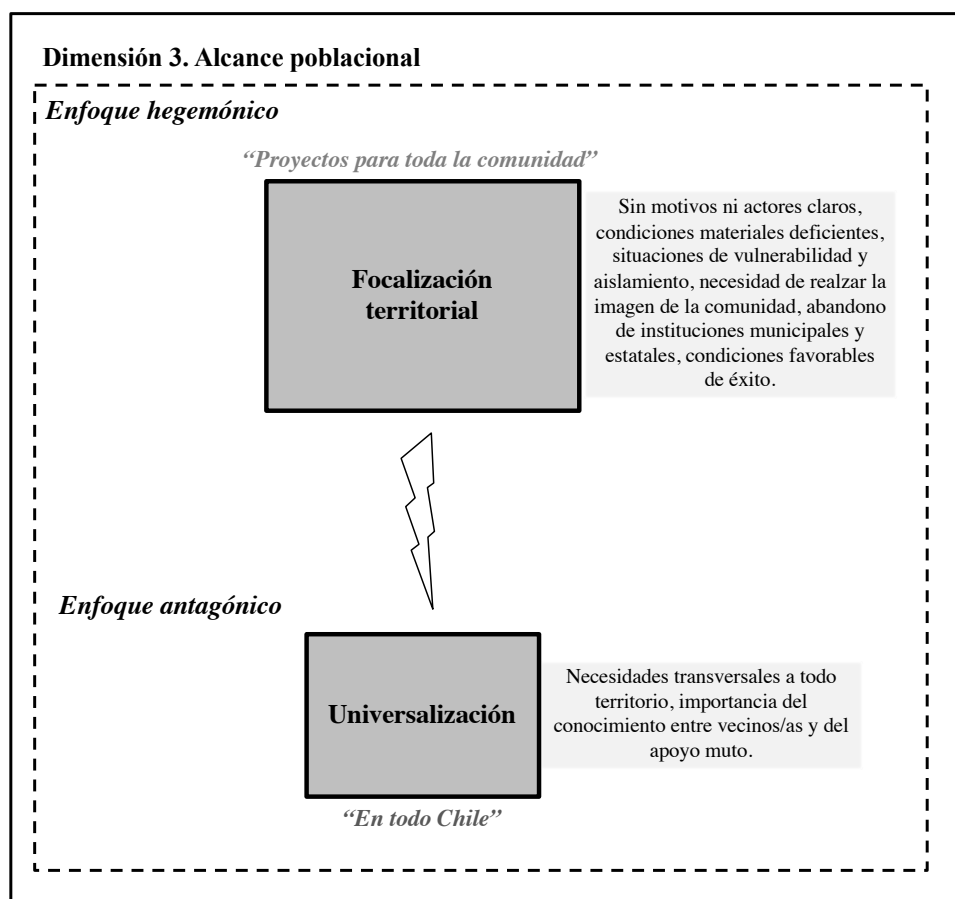 Dimensión 3. Alcance poblacional
Enfoque hegemónico
“Proyectos para toda la comunidad”
Focalización
territorial
Sin motivos ni actores claros,
condiciones materiales deficientes,
situaciones de vulnerabilidad y
aislamiento, necesidad de realzar la
imagen de la comunidad, abandono
de instituciones municipales y
estatales, condiciones favorables
de éxito.
Enfoque antagónico
Universalización
Necesidades transversales a todo
territorio, importancia del
conocimiento entre vecinos/as y del
apoyo muto.
“En todo Chile”